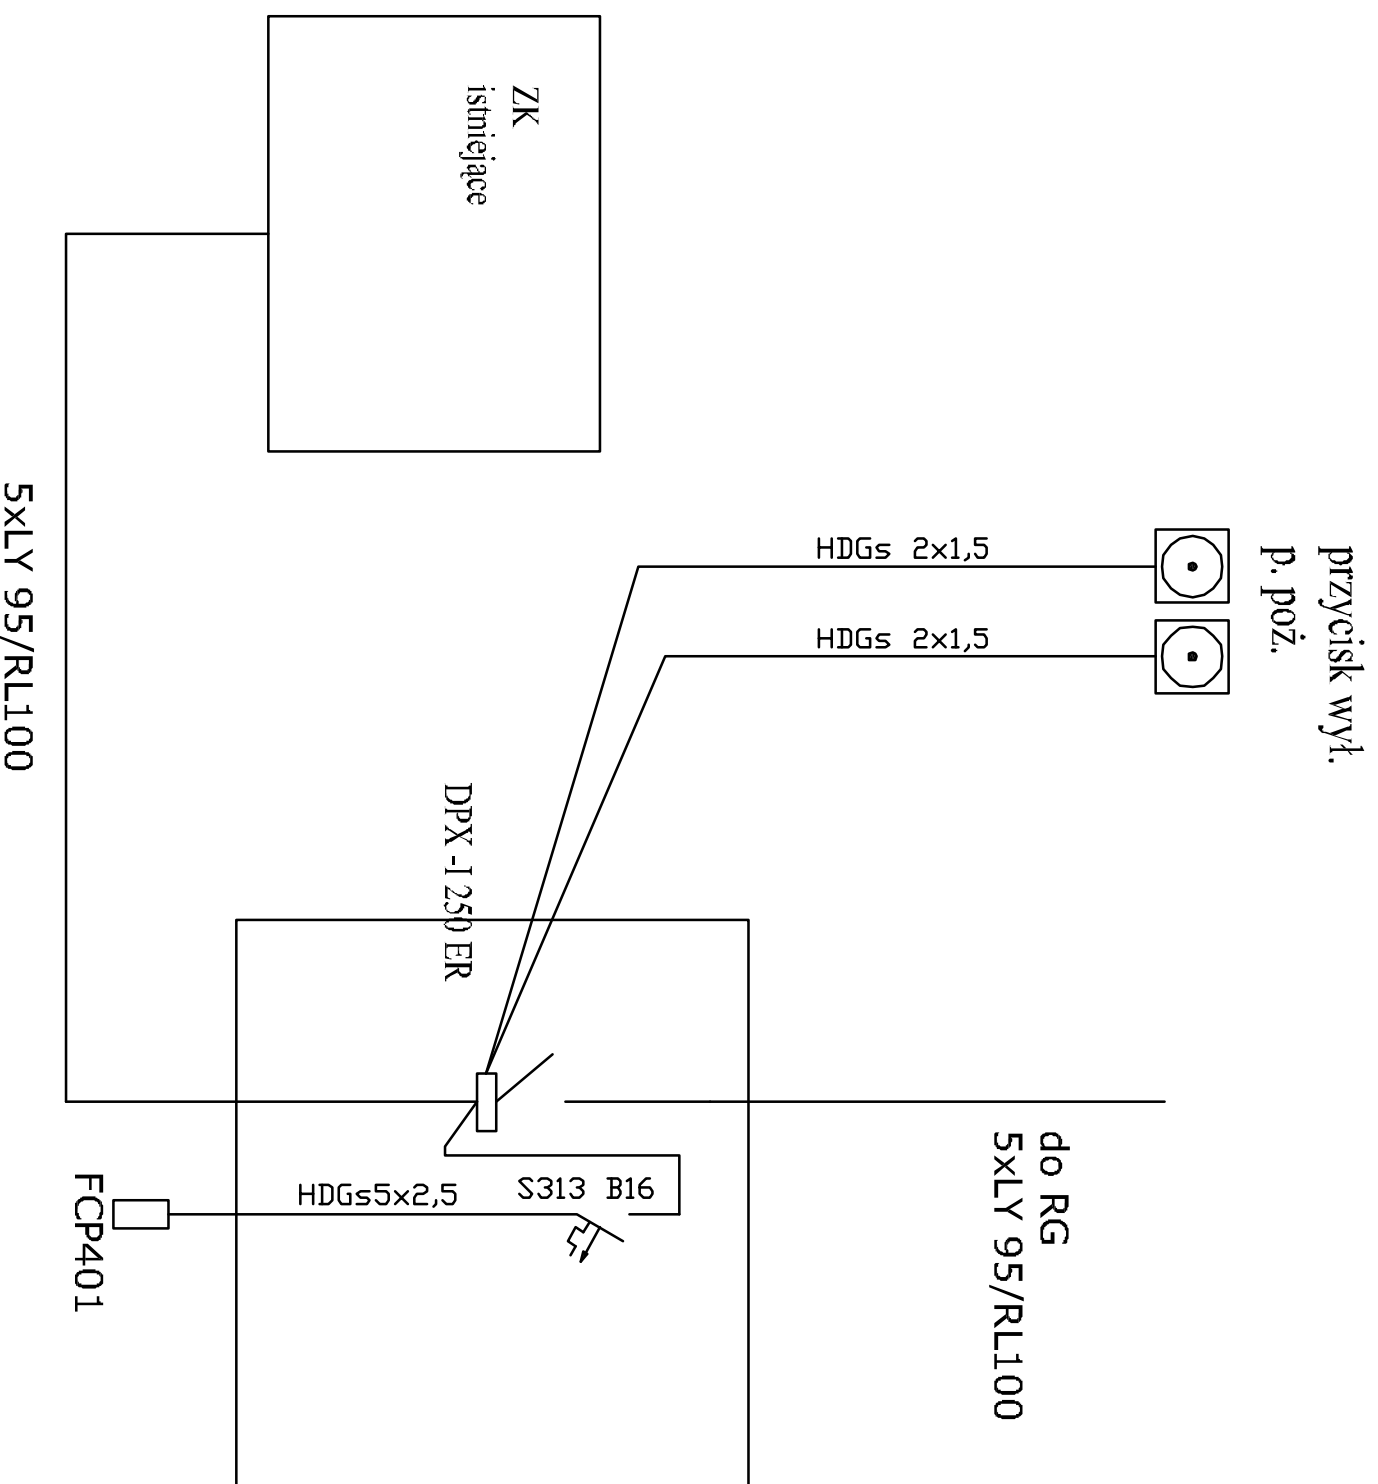 ZK
istniejące
przycisk wył.
p. poż.
HDGs 2x1,5
HDGs 2x1,5
5xLY 95/RL100
DPX -I 250 ER
do RG
5xLY 95/RL100
S313 B16
HDGs5x2,5
FCP401